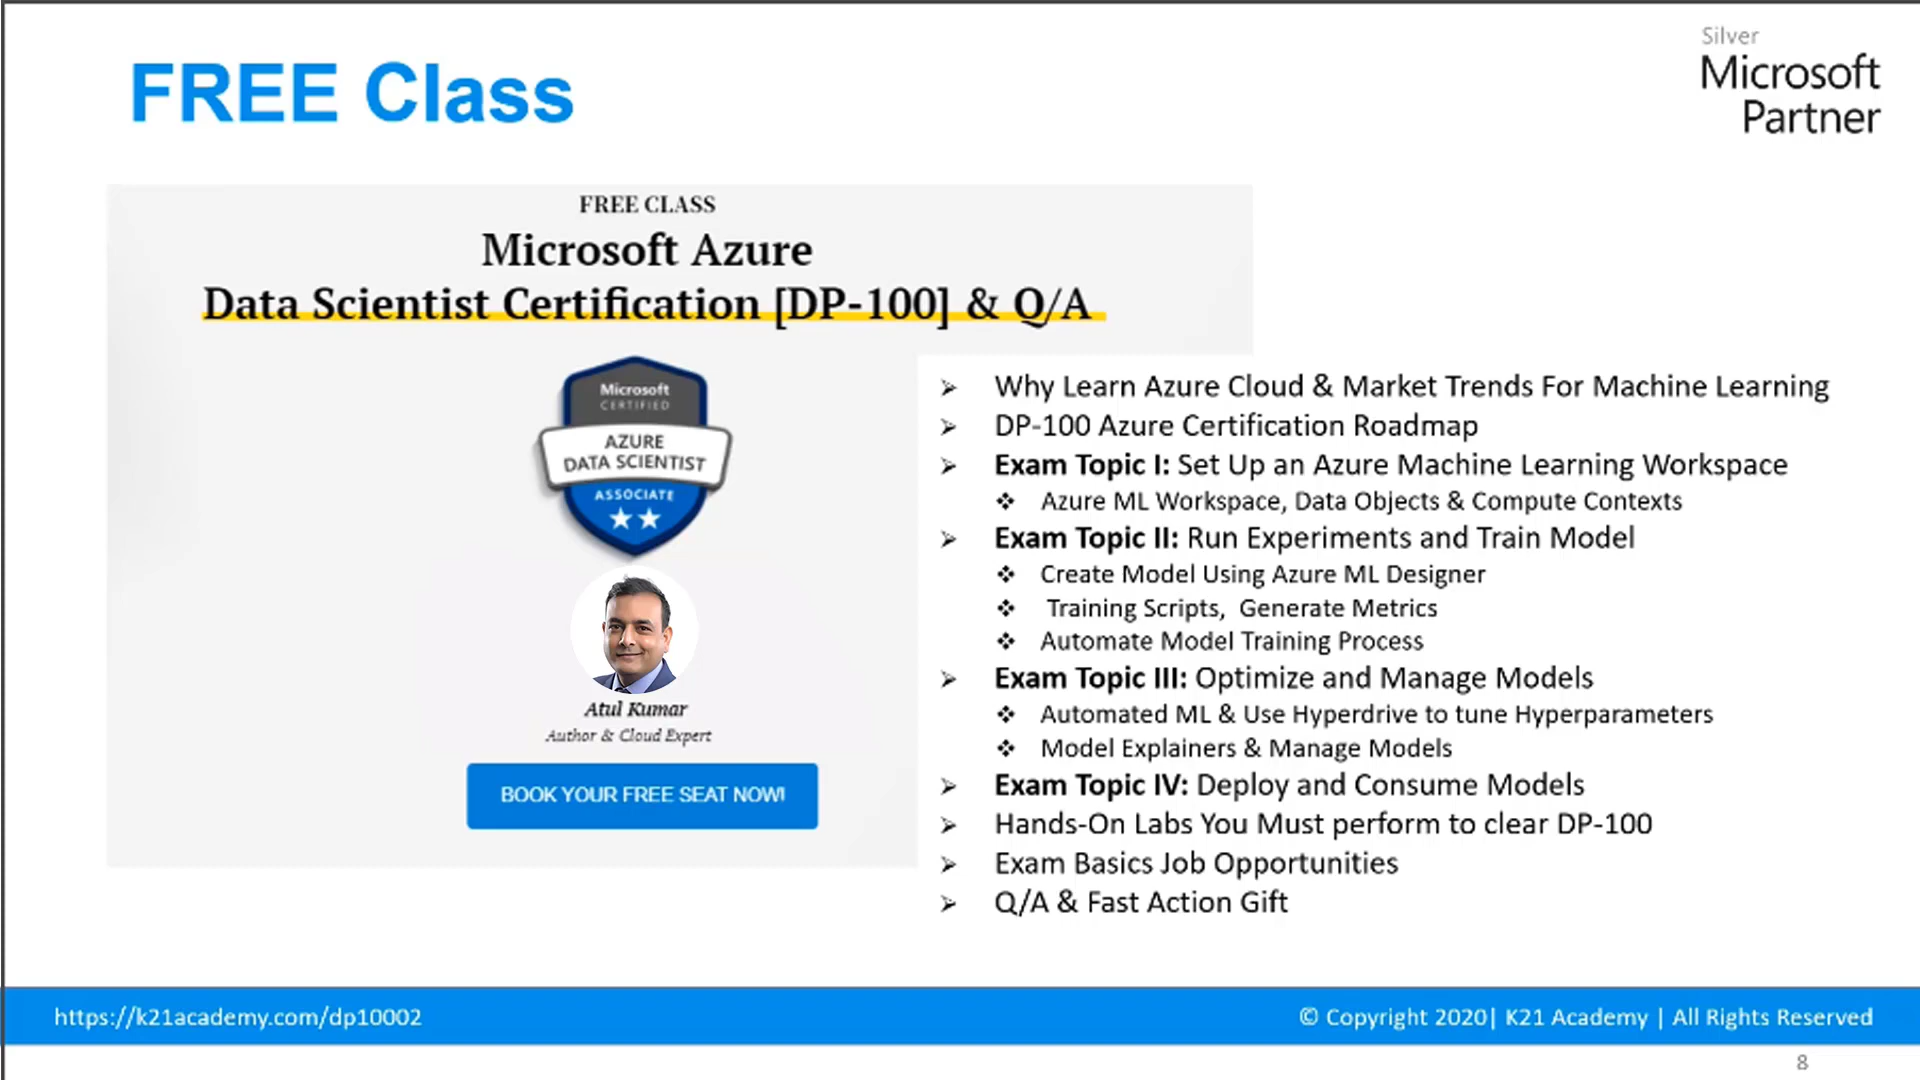 FREE Class
Silver
Microsoft
Partner
FREE CLASS
Microsoft Azure
Data Scientist Certification [DP-100] & Q/A
Microsoft
CERTIFIED
AZURE
DATA SCIENTIST
ASSOCIATE
Atul Kumar
Author & Cloud Expert
BOOK YOUR FREE SEAT NOW!
➢ Why Learn Azure Cloud & Market Trends For Machine Learning
➢ DP-100 Azure Certification Roadmap
➢ Exam Topic I: Set Up an Azure Machine Learning Workspace
❖ Azure ML Workspace, Data Objects & Compute Contexts
➢ Exam Topic II: Run Experiments and Train Model
❖ Create Model Using Azure ML Designer
❖ Training Scripts, Generate Metrics
❖ Automate Model Training Process
➢ Exam Topic III: Optimize and Manage Models
❖ Automated ML & Use Hyperdrive to tune Hyperparameters
❖ Model Explainers & Manage Models
➢ Exam Topic IV: Deploy and Consume Models
➢ Hands-On Labs You Must perform to clear DP-100
➢ Exam Basics Job Opportunities
➢ Q/A & Fast Action Gift
https://k21academy.com/dp10002
© Copyright 2020| K21 Academy | All Rights Reserved
8